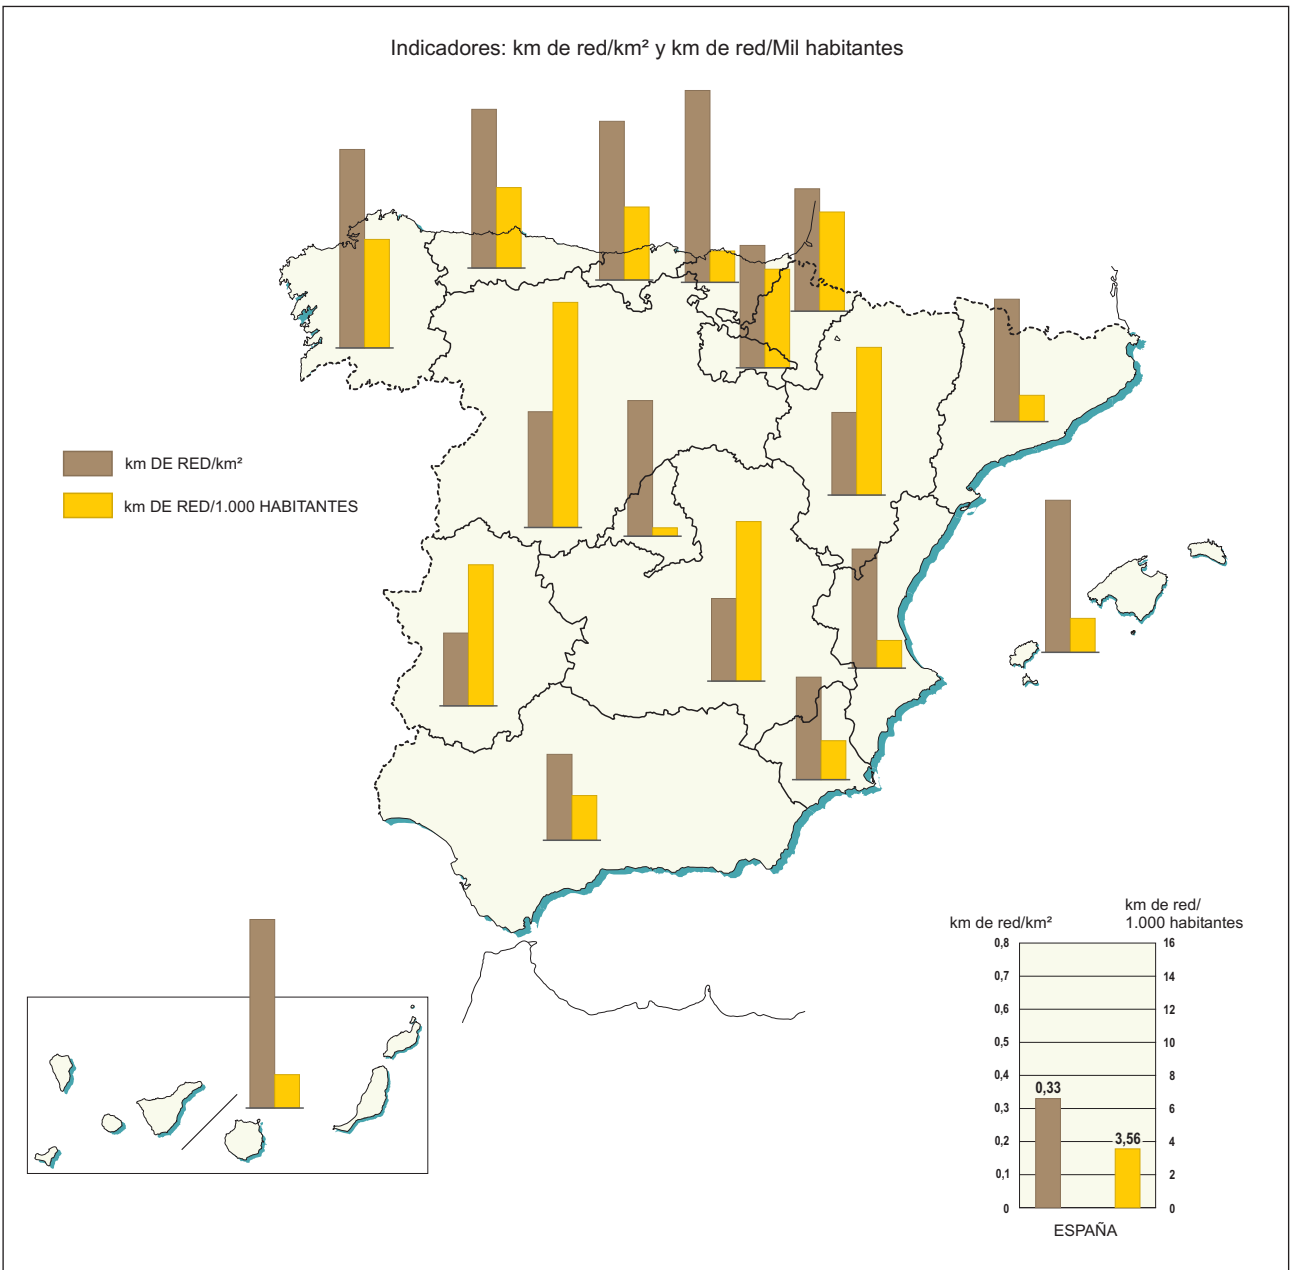 Indicadores: km de red/km² y km de red/Mil habitantes
km DE RED/km²
km DE RED/1.000 HABITANTES
km de red/km²
km de red/
1.000 habitantes
0,8
16
0,7
14
0,6
12
0,5
10
0,4
8
0,33
0,3
6
3,56
0,2
4
0,1
2
0
0
ESPAÑA